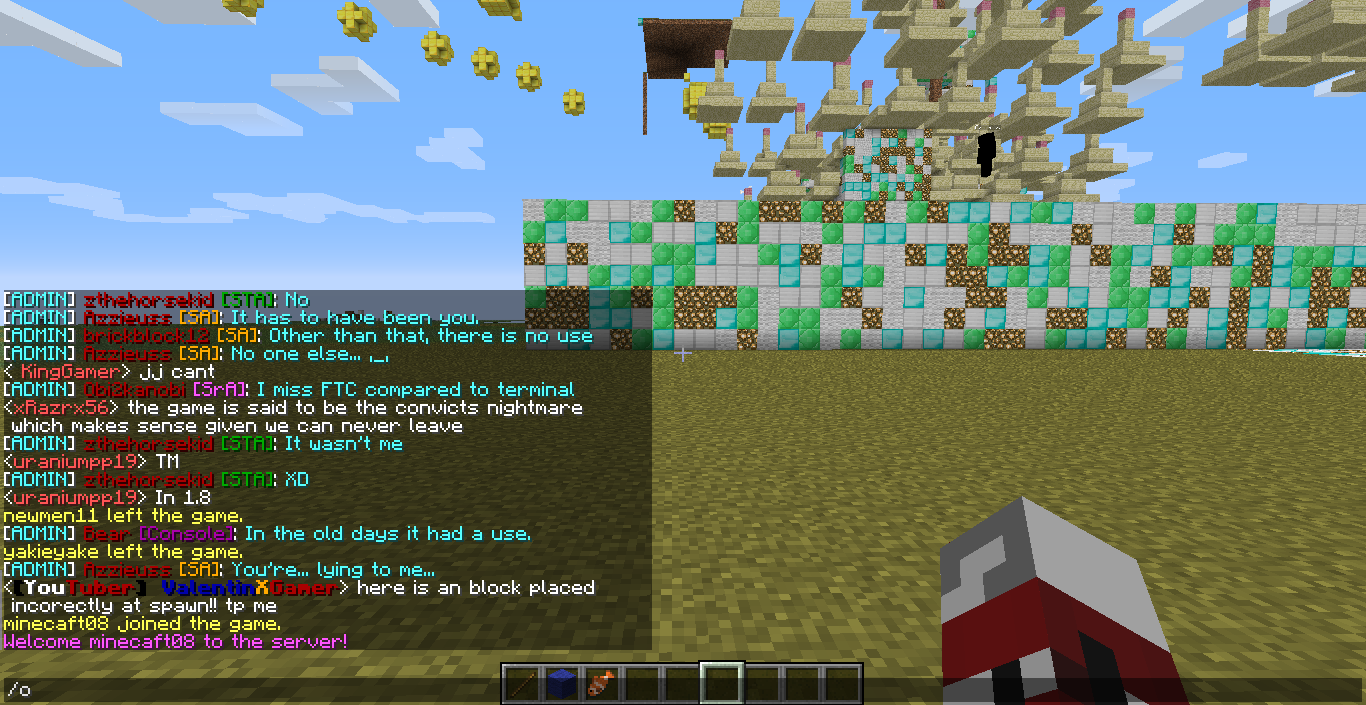 [ADMIN] zthehorsekid [STA]: No
[ADMIN] Azzieuss [SA]: It has to have been you.
[ADMIN] brickblock12 [SA]: Other than that, there is no use
[ADMIN] Azzieuss [SA]: No one else... ,_,
< KingGamer> jj cant
[ADMIN] Obi2kanobi [SrA]: I miss FTC compared to terminal
<xRazrx56> the game is said to be the convicts nightmare
which makes sense given we can never leave
[ADMIN] zthehorsekid [STA]: It wasn't me
<uraniumpp19> TM
[ADMIN] zthehorsekid [STA]: XD
<uraniumpp19> In 1.8
newmen11 left the game.
[ADMIN] Bear [Console]: In the old days it had a use.
yakieyake left the game.
[ADMIN] Azzieuss [SA]: You're... lying to me...
<[YouTuber] ValentinXGamer> here is an block placed
incorectly at spawn!! tp me
minecaft08 joined the game.
Welcome minecaft08 to the server!
/o